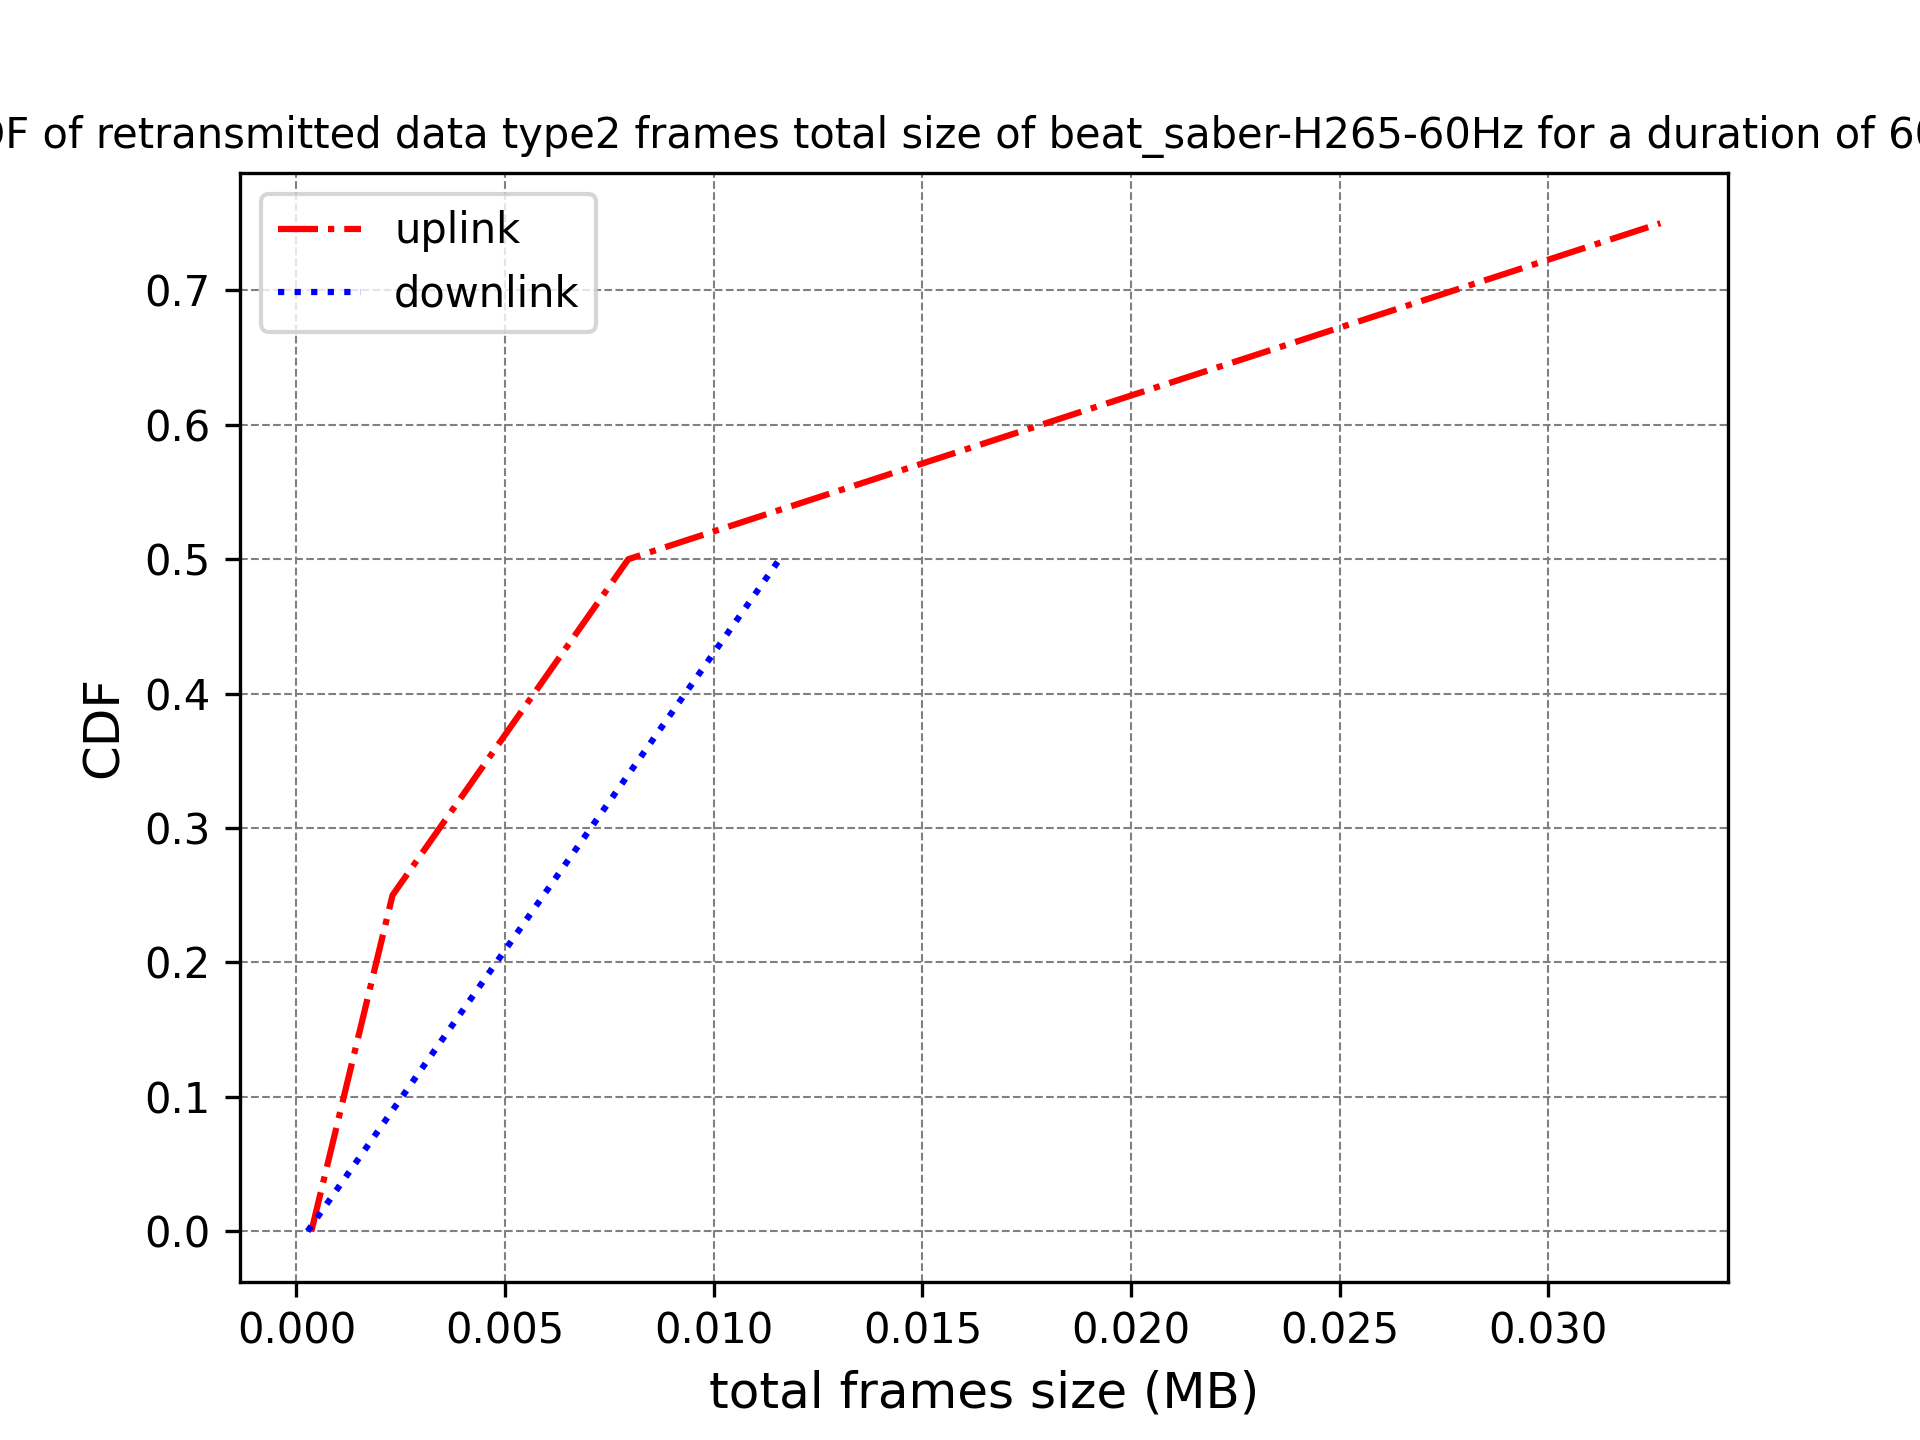 of retransmitted data type2 frames total size of beat_saber-H265-60Hz for a duration of
uplink
downlink
0.7
0.6
0.5
0.4
0.3
0.2
0.1
0.0
CDF
0.000 0.005 0.010 0.015 0.020 0.025 0.030
total frames size (MB)